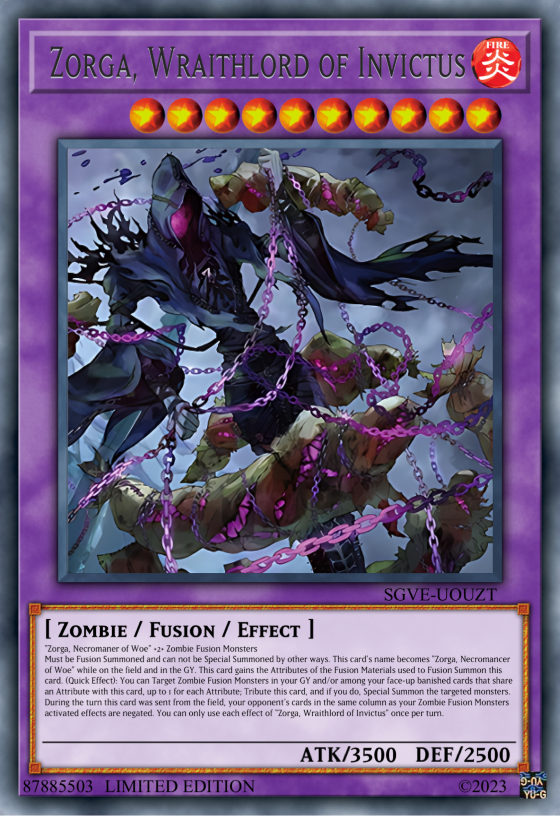 Zorga, Wraithlord of Invictus
FIRE
炎
SGVE-UOUZT
[ Zombie / Fusion / Effect ]
"Zorga, Necromaner of Woe" +2+ Zombie Fusion Monsters
Must be Fusion Summoned and can not be Special Summoned by other ways. This card's name becomes "Zorga, Necromancer
of Woe" while on the field and in the GY. This card gains the Attributes of the Fusion Materials used to Fusion Summon this
card. (Quick Effect): You can Target Zombie Fusion Monsters in your GY and/or among your face-up banished cards that share
an Attribute with this card, up to 1 for each Attribute; Tribute this card, and if you do, Special Summon the targeted monsters.
During the turn this card was sent from the field, your opponent's cards in the same column as your Zombie Fusion Monsters
activated effects are negated. You can only use each effect of "Zorga, Wraithlord of Invictus" once per turn.
ATK/3500 DEF/2500
87885503 LIMITED EDITION ©2023
YU-G